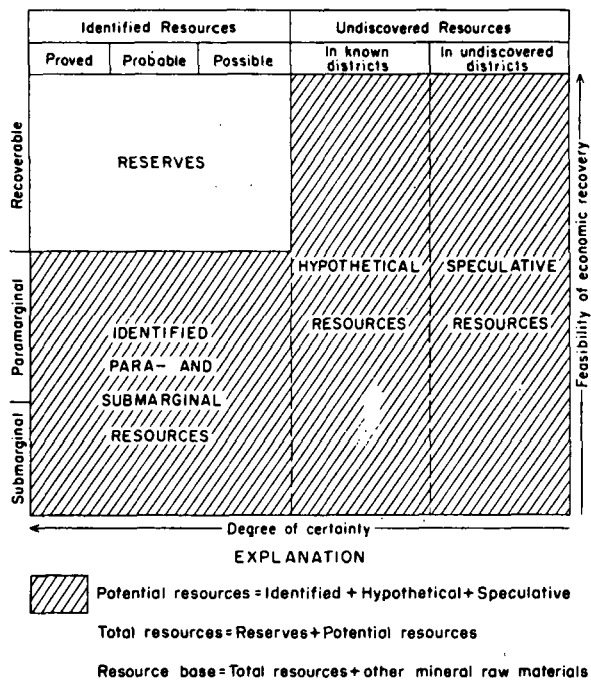 Identified Resources
Undiscovered Resources
Proved
Probable
Possible
In known
districts
In undiscovered
districts
Recoverable
Paramarginal
Submarginal
RESERVES
IDENTIFIED
PARA- AND
SUBMARGINAL
RESOURCES
HYPOTHETICAL
RESOURCES
SPECULATIVE
RESOURCES
Feasibility of economic recovery
Degree of certainty
EXPLANATION
Potential resources = Identified + Hypothetical + Speculative
Total resources = Reserves + Potential resources
Resource base = Total resources + other mineral raw materials